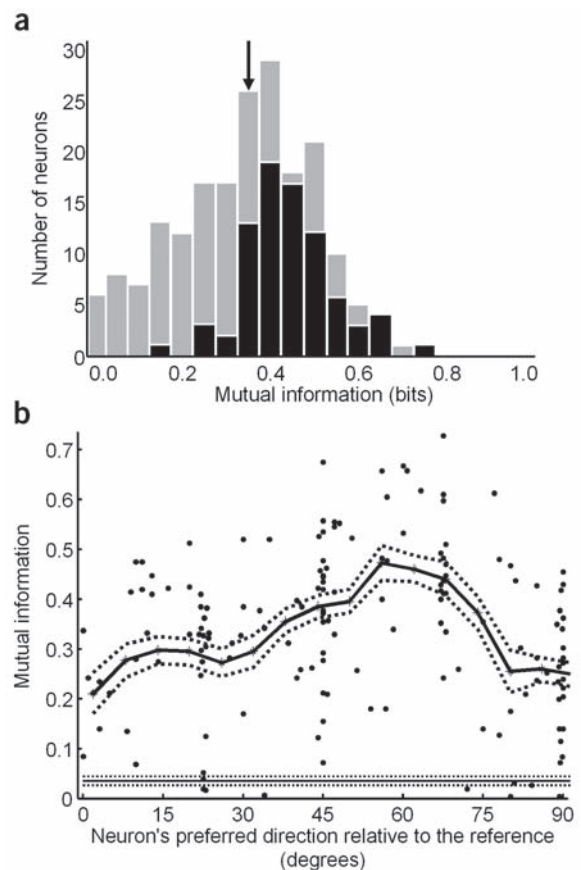 a
30
25
20
15
10
5
0
Number of neurons
0.0 0.2 0.4 0.6 0.8 1.0
Mutual information (bits)
b
0.7
0.6
0.5
0.4
0.3
0.2
0.1
0
Mutual information
0 15 30 45 60 75 90
Neuron's preferred direction relative to the reference
(degrees)